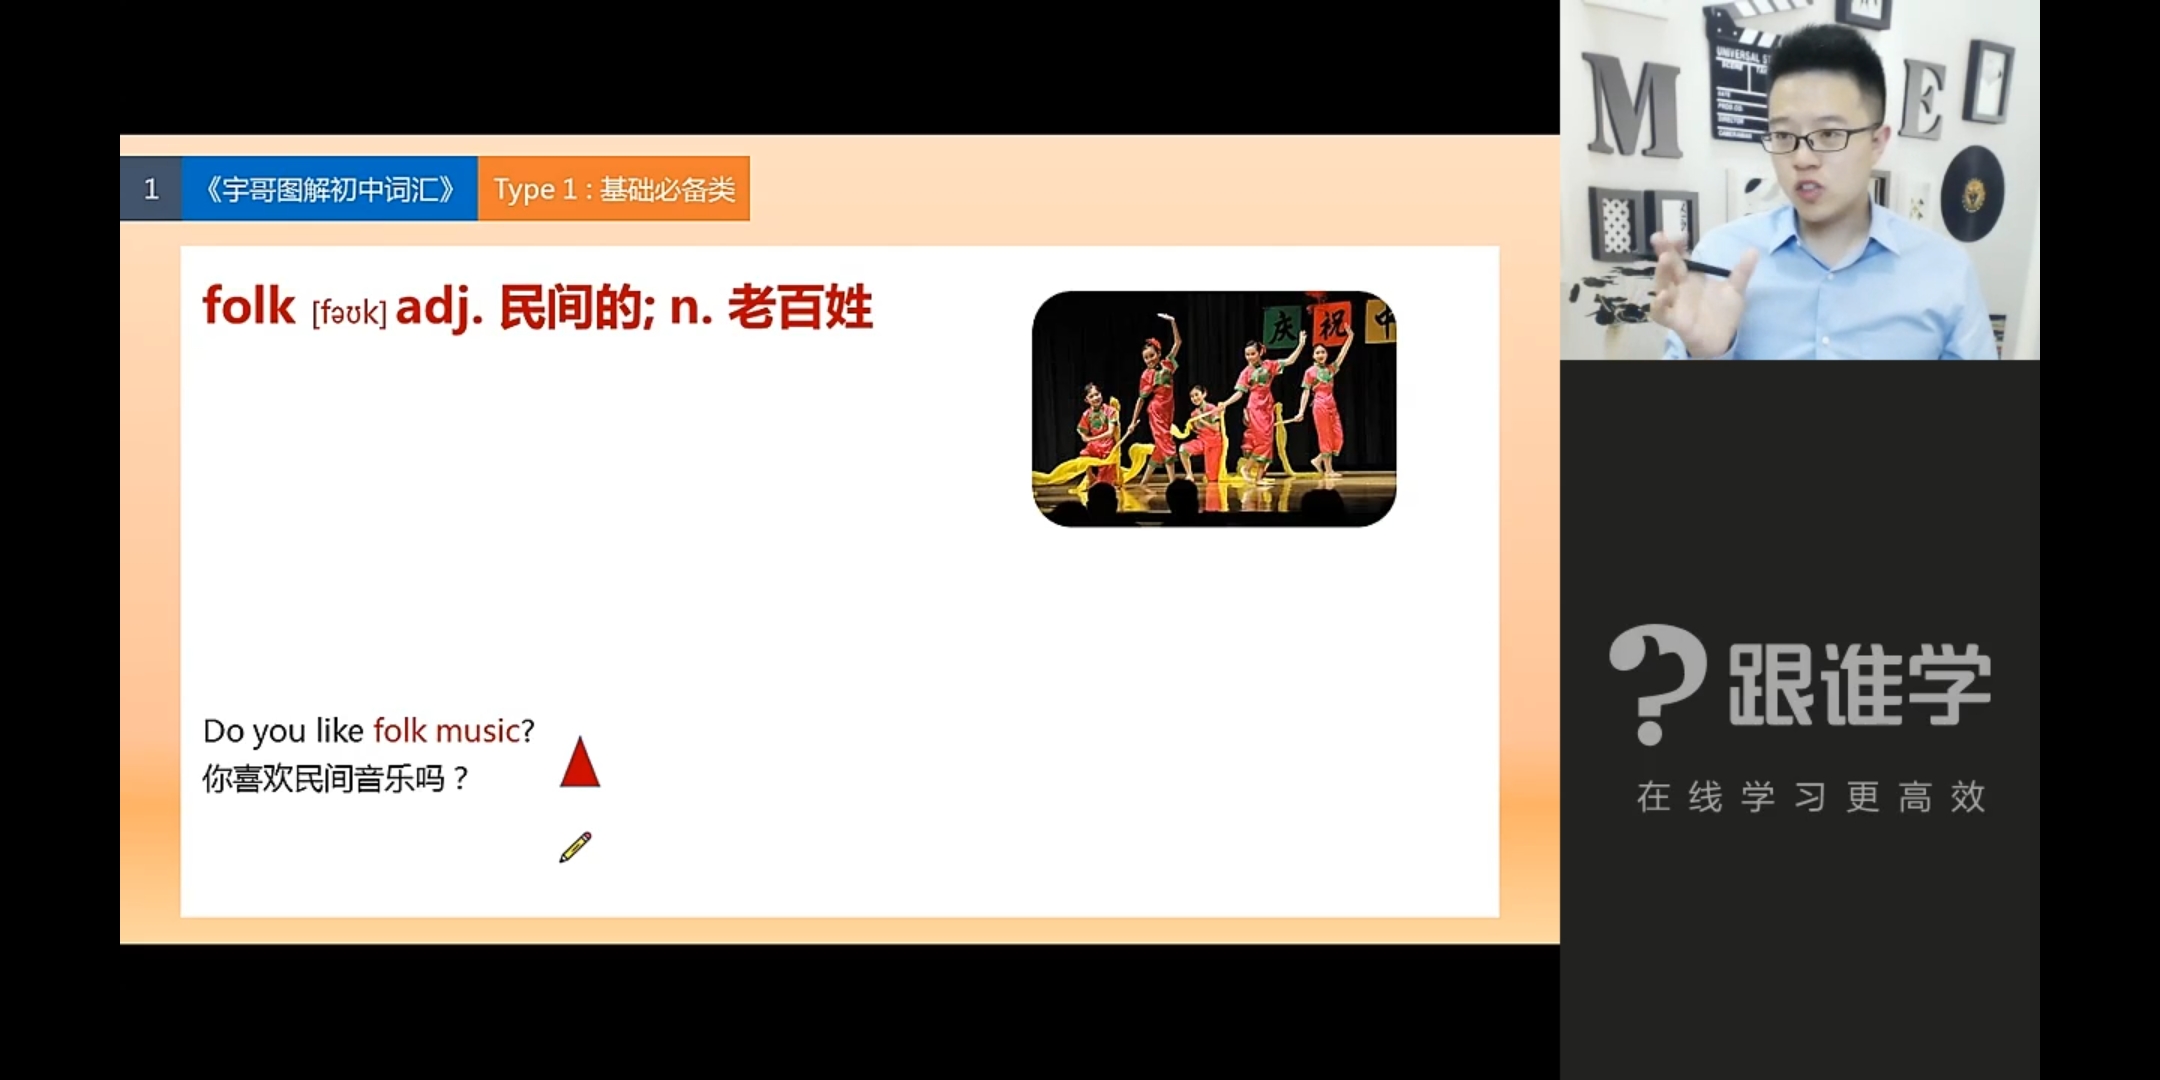 1 《宇哥图解初中词汇》 Type 1 : 基础必备类
folk [fəʊk] adj. 民间的; n. 老百姓
庆 祝 中
Do you like folk music?
你喜欢民间音乐吗？
M E
跟谁学
在线学习更高效